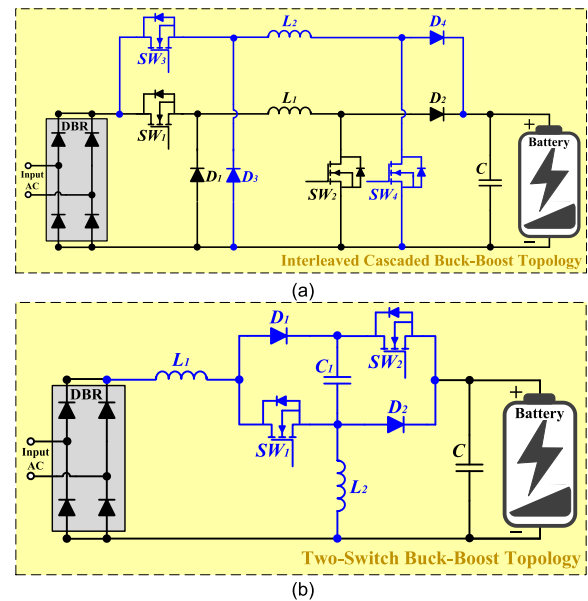 L2
D4
SW3
DBR
L1
D2
SW1
+
Battery
Input
AC
D1
D3
SW2
SW4
C
−
Interleaved Cascaded Buck-Boost Topology
(a)
D1
L1
C1
SW2
DBR
+
D2
Battery
Input
AC
SW1
C
L2
−
Two-Switch Buck-Boost Topology
(b)